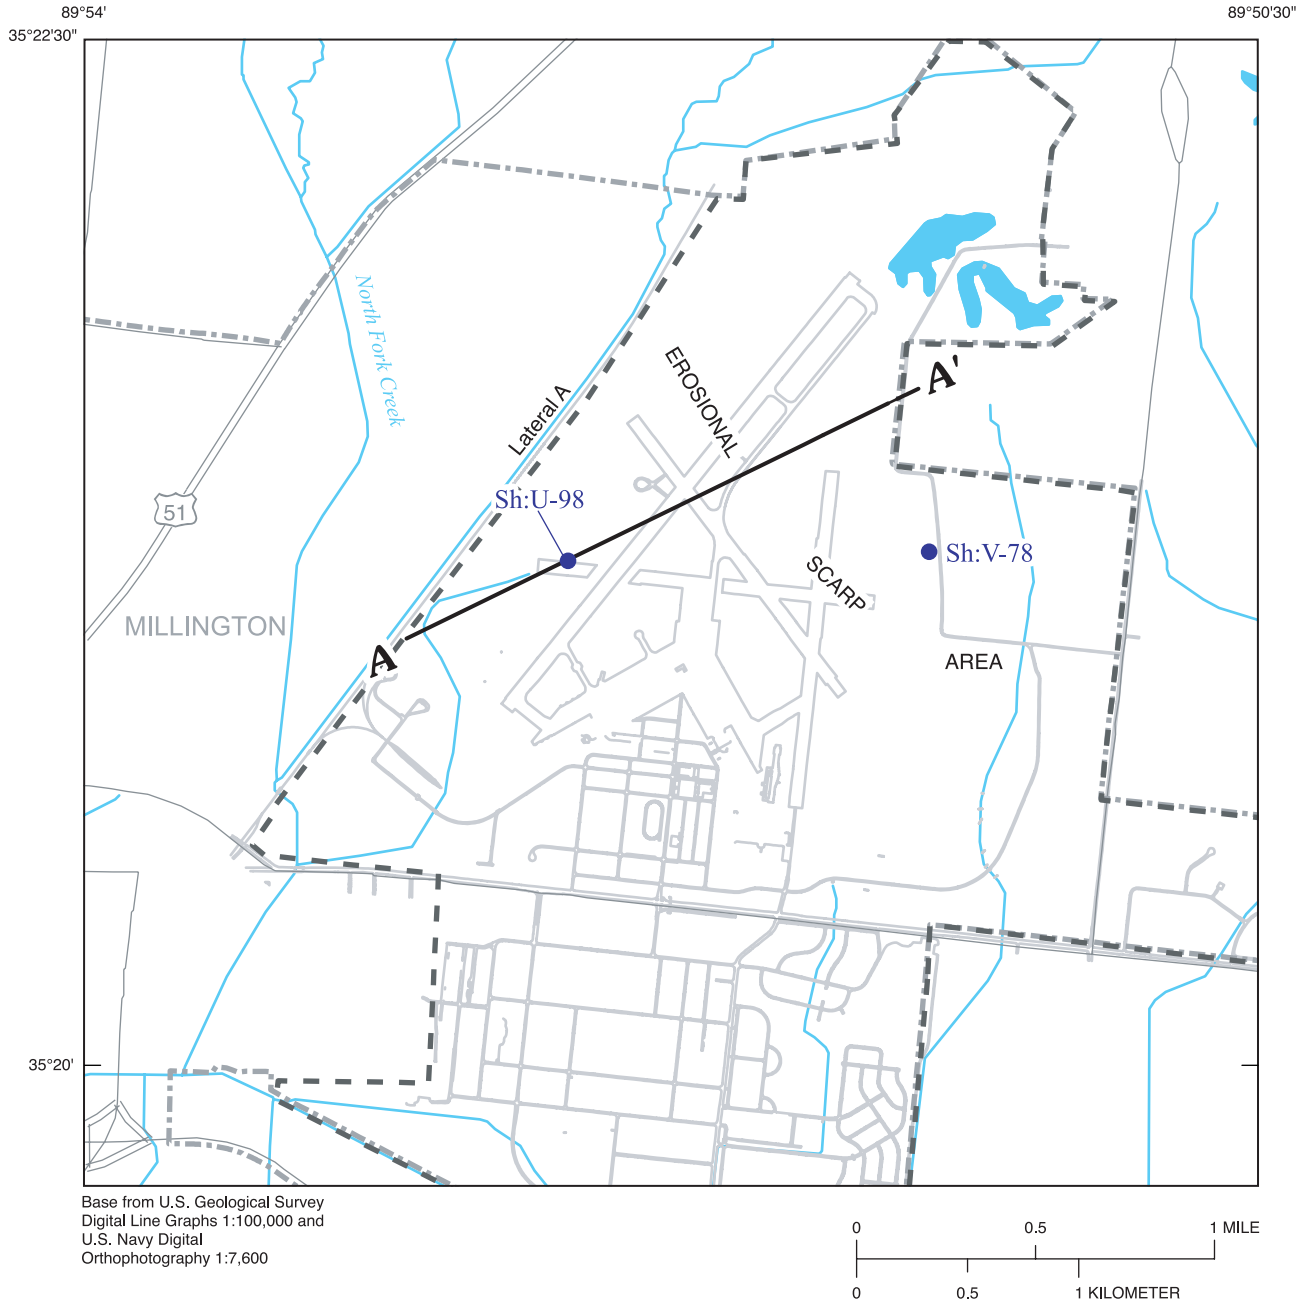 89°54'
89°50'30"
35°22'30"
North Fork Creek
EROSIONAL
A'
Lateral A
Sh:U-98
51
Sh:V-78
SCARP
MILLINGTON
A
AREA
35°20'
Base from U.S. Geological Survey
Digital Line Graphs 1:100,000 and
U.S. Navy Digital
Orthophotography 1:7,600
0 0.5 1 MILE
0 0.5 1 KILOMETER